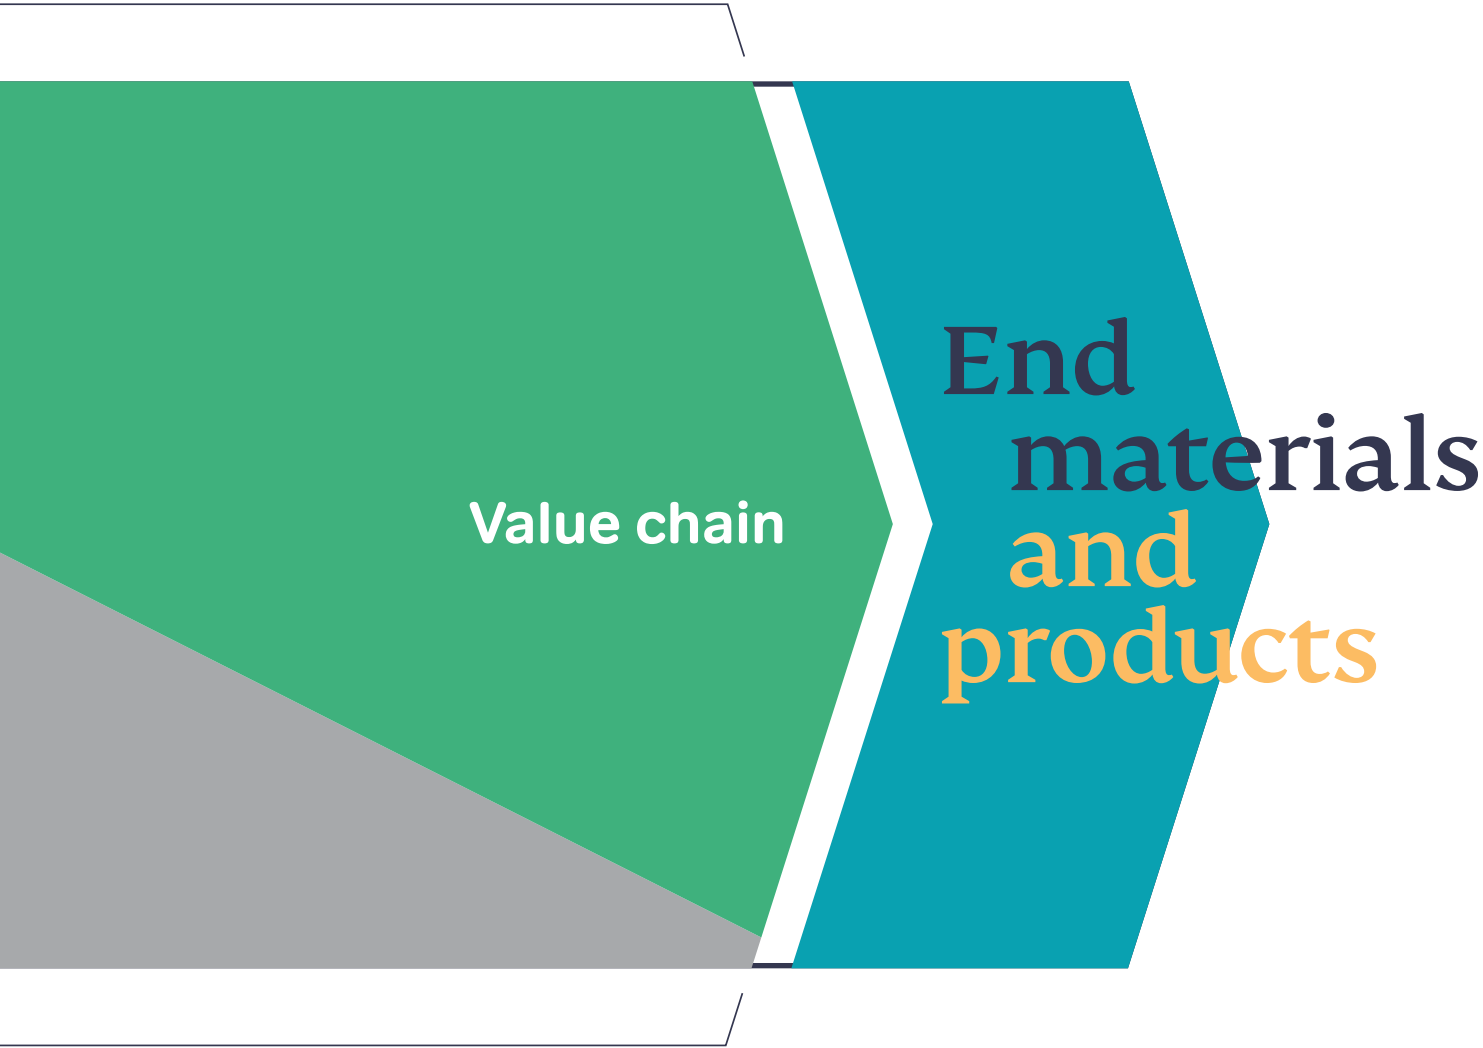 Value chain
End
materials
and
products